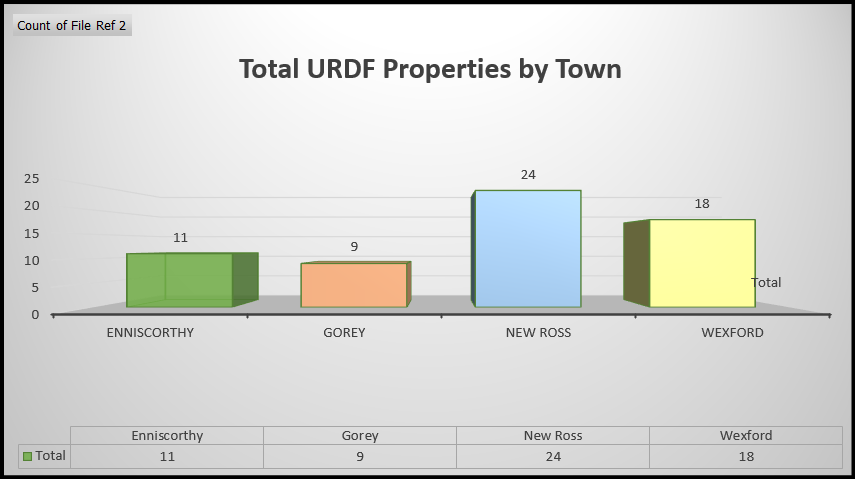 Count of File Ref 2
Total URDF Properties by Town
25
20
15
10
5
0
11
9
24
18
Total
ENNISCORTHY GOREY NEW ROSS WEXFORD
Enniscorthy Gorey New Ross Wexford
Total 11 9 24 18